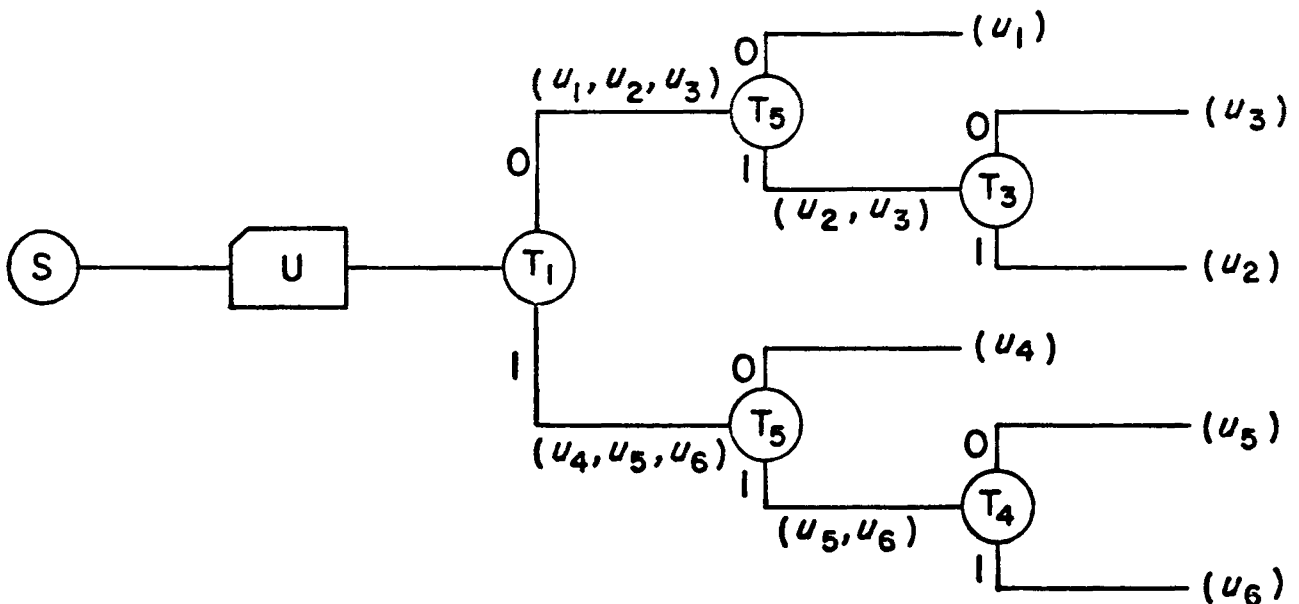 S
U
T₁
0
1
(u₁, u₂, u₃)
T₅
0
(u₁)
1
(u₂, u₃)
T₃
0
(u₃)
1
(u₂)
(u₄, u₅, u₆)
T₅
0
(u₄)
1
(u₅, u₆)
T₄
0
(u₅)
1
(u₆)